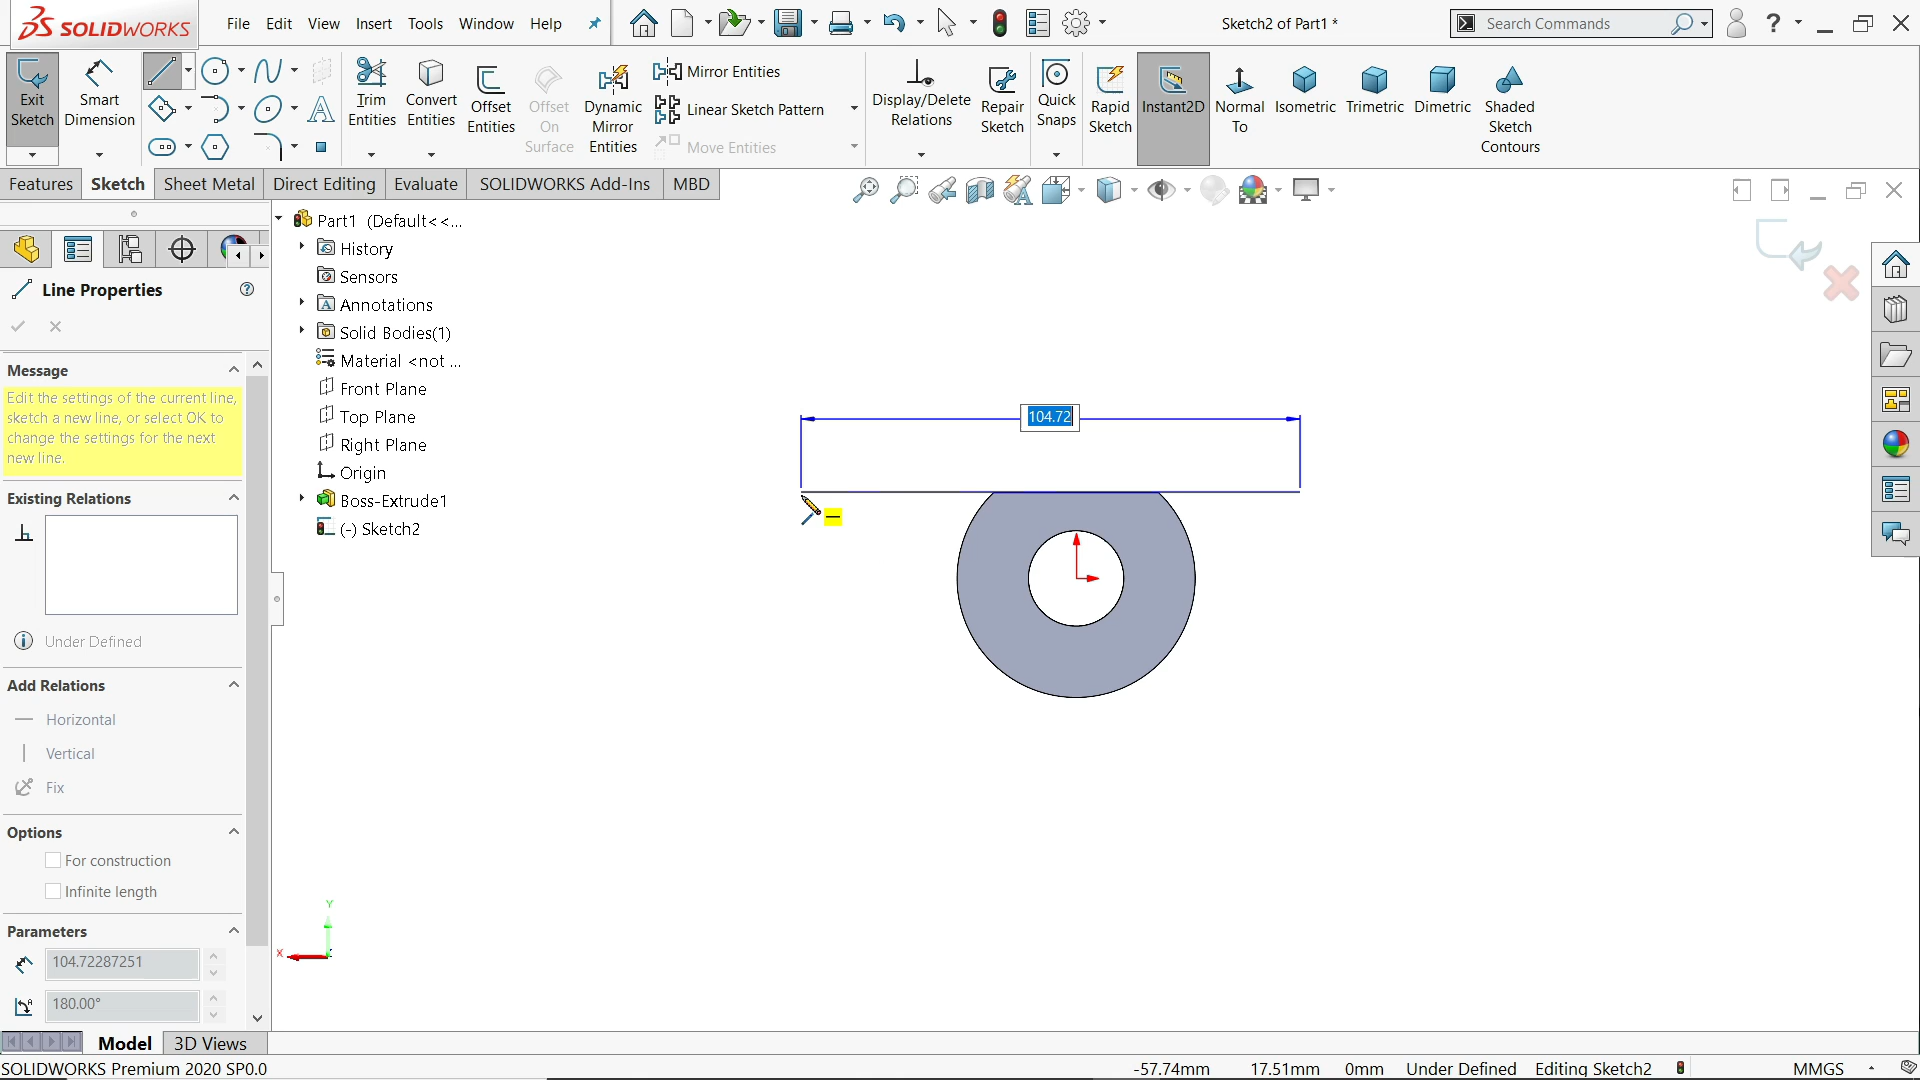 SOLIDWORKS
File Edit View Insert Tools Window Help
Sketch2 of Part1 *
Search Commands
Exit Sketch
Smart Dimension
Trim Entities
Convert Entities
Offset Entities
Offset On Surface
Dynamic Mirror Entities
Mirror Entities
Linear Sketch Pattern
Move Entities
Display/Delete Relations
Repair Sketch
Quick Snaps
Rapid Sketch
Instant2D
Normal To
Isometric
Trimetric
Dimetric
Shaded Sketch Contours
Features Sketch Sheet Metal Direct Editing Evaluate SOLIDWORKS Add-Ins MBD
Part1 (Default<<...
History
Sensors
Annotations
Solid Bodies(1)
Material <not ...
Front Plane
Top Plane
Right Plane
Origin
Boss-Extrude1
(-) Sketch2
Line Properties
Message
Edit the settings of the current line,
sketch a new line, or select OK to
change the settings for the next
new line.
Existing Relations
Under Defined
Add Relations
Horizontal
Vertical
Fix
Options
For construction
Infinite length
Parameters
104.72287251
180.00°
104.72
Y
X
Model 3D Views
SOLIDWORKS Premium 2020 SP0.0
-57.74mm 17.51mm 0mm Under Defined Editing Sketch2 MMGS